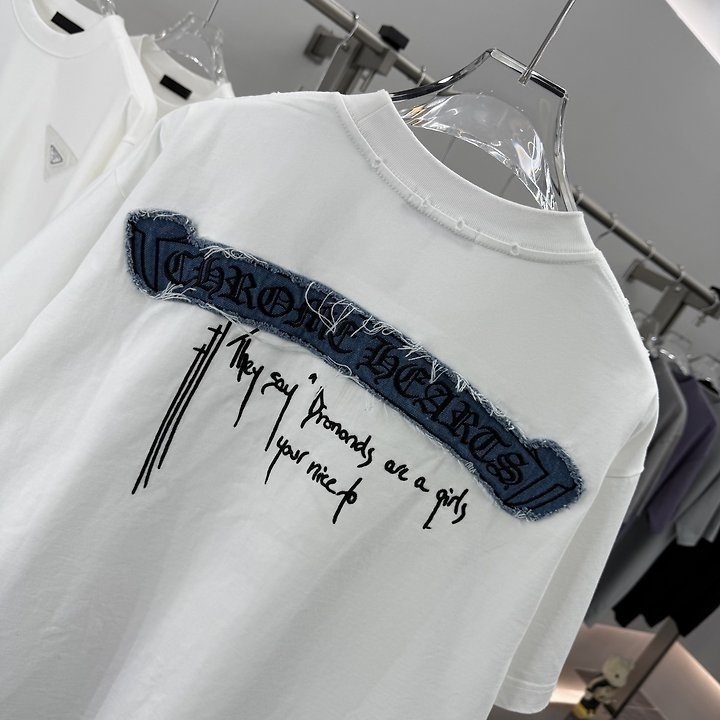 CHROME HEARTS
They say "Diamonds are a girls
your nice to